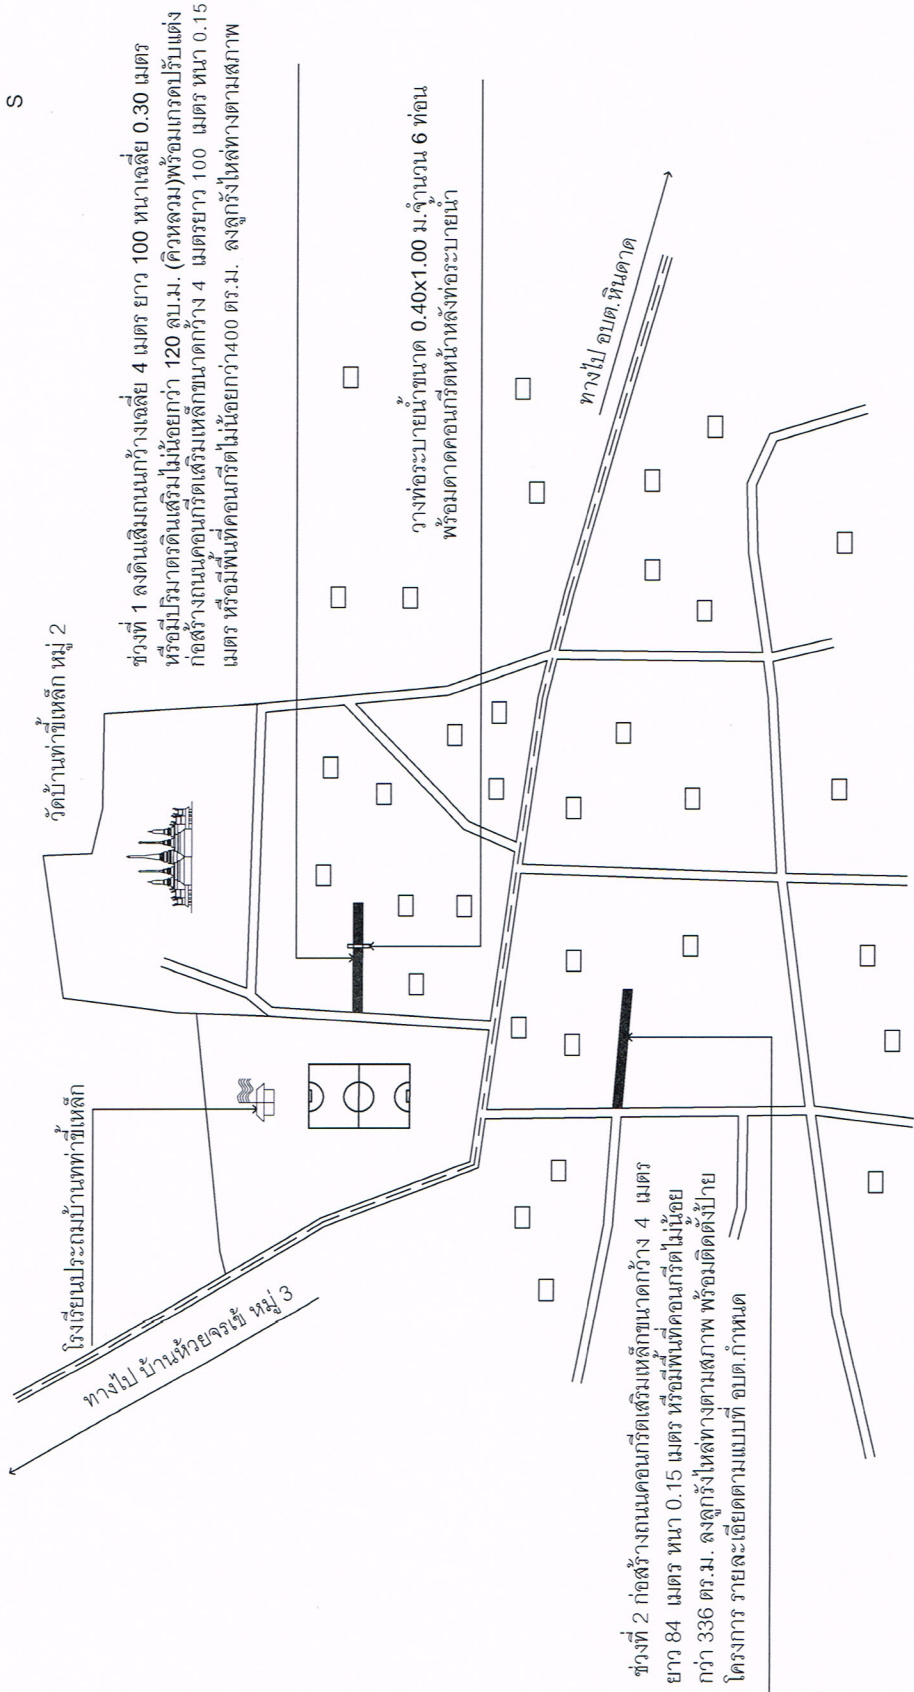 S
วัดบ้านท่าขี้เหล็ก หมู่ 2
โรงเรียนประถมบ้านทท่าขี้เหล็ก
ทางไป บ้านห้วยจรเข้ หมู่ 3
ช่วงที่ 1 ลงดินเสิมถนนกว้างเฉลี่ย 4 เมตร ยาว 100 หนาเฉลี่ย 0.30 เมตร
หรือมีปริมาตรดินเสริมไม่น้อยกว่า 120 ลบ.ม. (คิวหลวม)พร้อมเกรดปรับแต่ง
ก่อสร้างถนนคอนกรีตเสริมเหล็กขนาดกว้าง 4 เมตรยาว 100 เมตร หนา 0.15
เมตร หรือมีพื้นที่คอนกรีตไม่น้อยกว่า400 ตร.ม. ลงลูกรังไหล่ทางตามสภาพ
วางท่อระบายน้ำขนาด 0.40x1.00 ม.จำนวน 6 ท่อน
พร้อมดาดคอนกรีตหน้าหลังท่อระบายน้ำ
ทางไป อบต.หินดาด
ช่วงที่ 2 ก่อสร้างถนนคอนกรีตเสริมเหล็กขนาดกว้าง 4 เมตร
ยาว 84 เมตร หนา 0.15 เมตร หรือมีพื้นที่คอนกรีตไม่น้อย
กว่า 336 ตร.ม. ลงลูกรังไหล่ทางตามสภาพ พร้อมติดตั้งป้าย
โครงการ รายละเอียดตามแบบที่ อบต.กำหนด